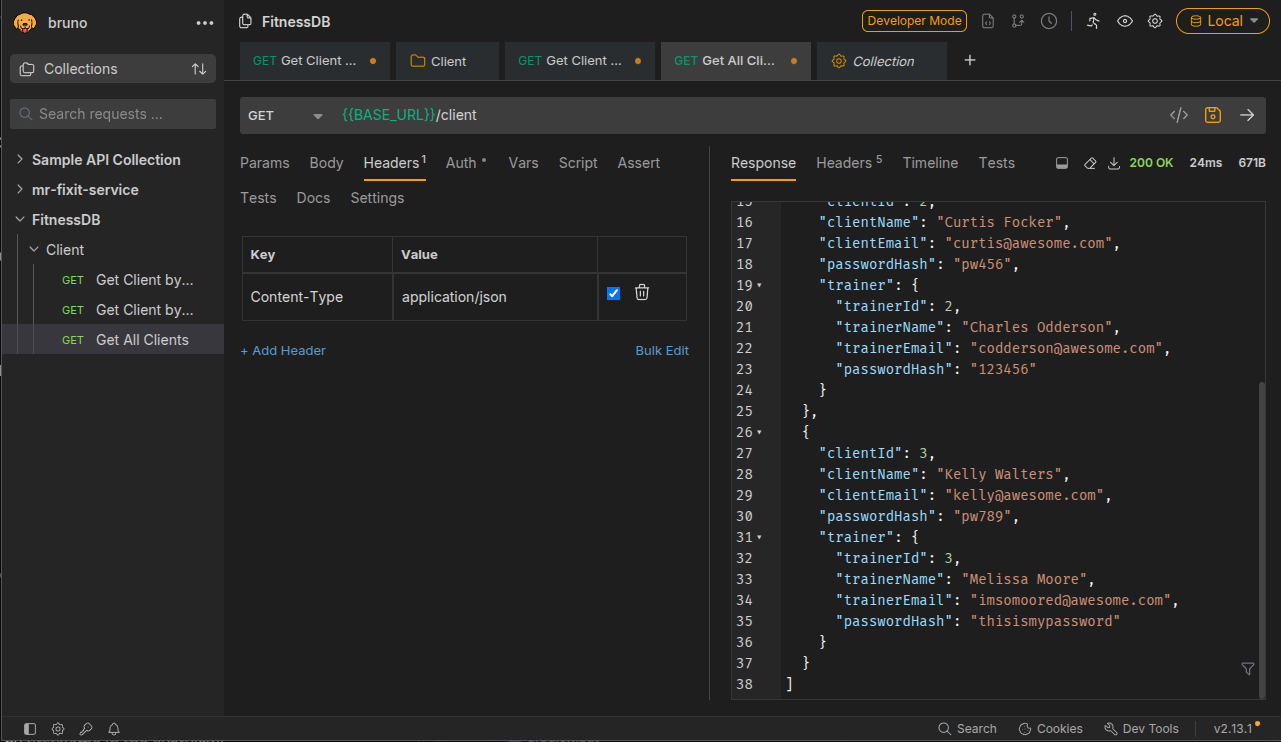 bruno
FitnessDB
Developer Mode
Local
Collections
GET Get Client ...
Client
GET Get Client ...
GET Get All Cli...
Collection
Search requests ...
GET
{{BASE_URL}}/client
Sample API Collection
mr-fixit-service
FitnessDB
Client
GET Get Client by...
GET Get Client by...
GET Get All Clients
Params
Body
Headers 1
Auth
Vars
Script
Assert
Tests
Docs
Settings
Key Value
Content-Type application/json
+ Add Header
Bulk Edit
Response
Headers 5
Timeline
Tests
200 OK
24ms
671B
15 "clientId": 2,
16 "clientName": "Curtis Focker",
17 "clientEmail": "curtis@awesome.com",
18 "passwordHash": "pw456",
19 "trainer": {
20 "trainerId": 2,
21 "trainerName": "Charles Odderson",
22 "trainerEmail": "codderson@awesome.com",
23 "passwordHash": "123456"
24 }
25 },
26 {
27 "clientId": 3,
28 "clientName": "Kelly Walters",
29 "clientEmail": "kelly@awesome.com",
30 "passwordHash": "pw789",
31 "trainer": {
32 "trainerId": 3,
33 "trainerName": "Melissa Moore",
34 "trainerEmail": "imsomoored@awesome.com",
35 "passwordHash": "thisismypassword"
36 }
37 }
38 ]
Search
Cookies
Dev Tools
v2.13.1